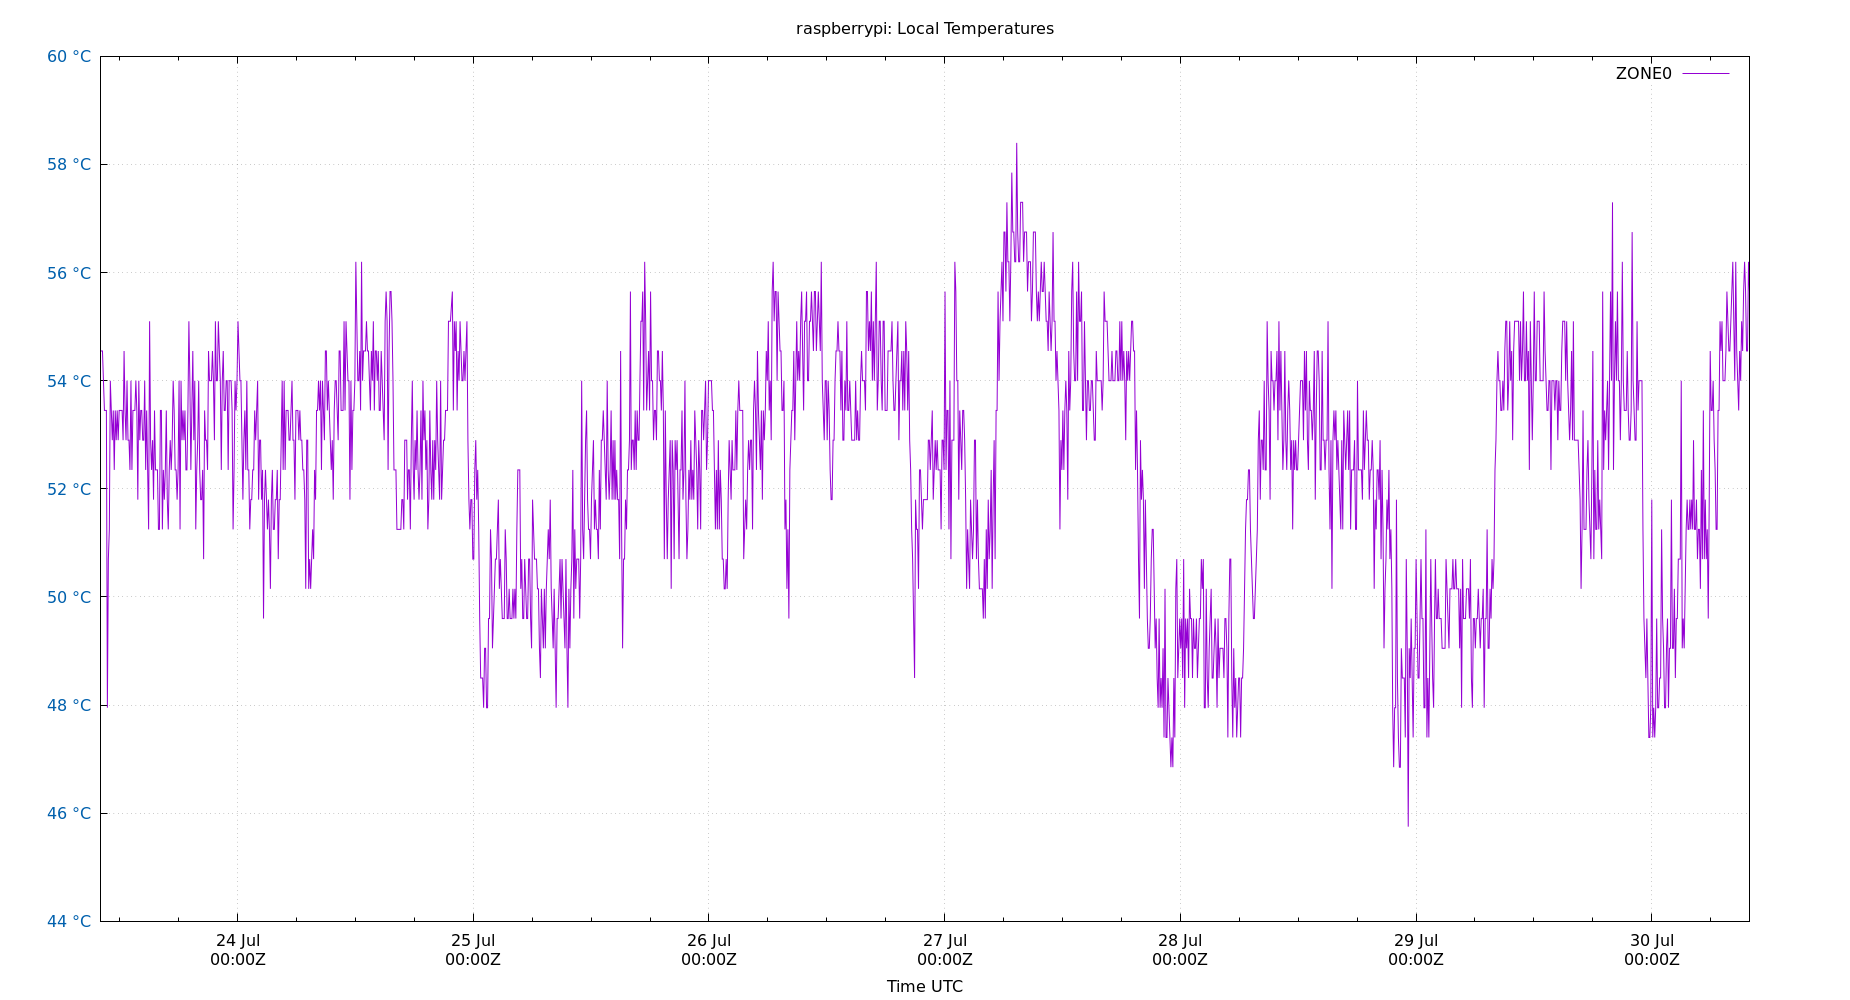 raspberrypi: Local Temperatures
60 °C
ZONE0
58 °C
56 °C
54 °C
52 °C
50 °C
48 °C
46 °C
44 °C
24 Jul 25 Jul 26 Jul 27 Jul 28 Jul 29 Jul 30 Jul
00:00Z 00:00Z 00:00Z 00:00Z 00:00Z 00:00Z 00:00Z
Time UTC